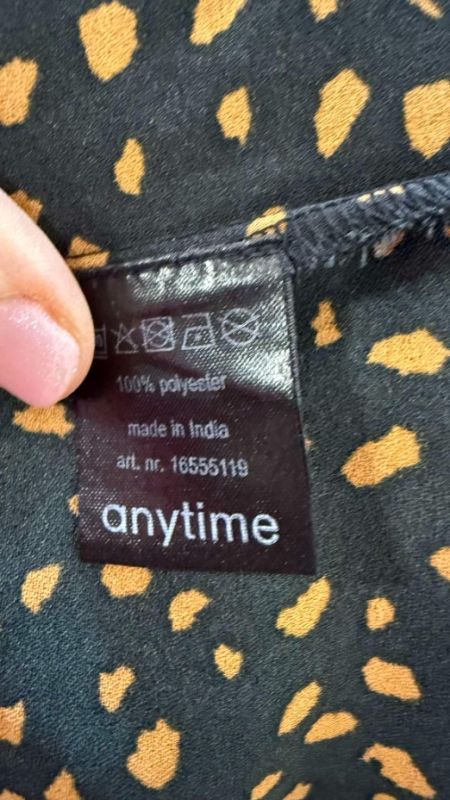 100% polyester
made in India
art. nr. 16555119
anytime